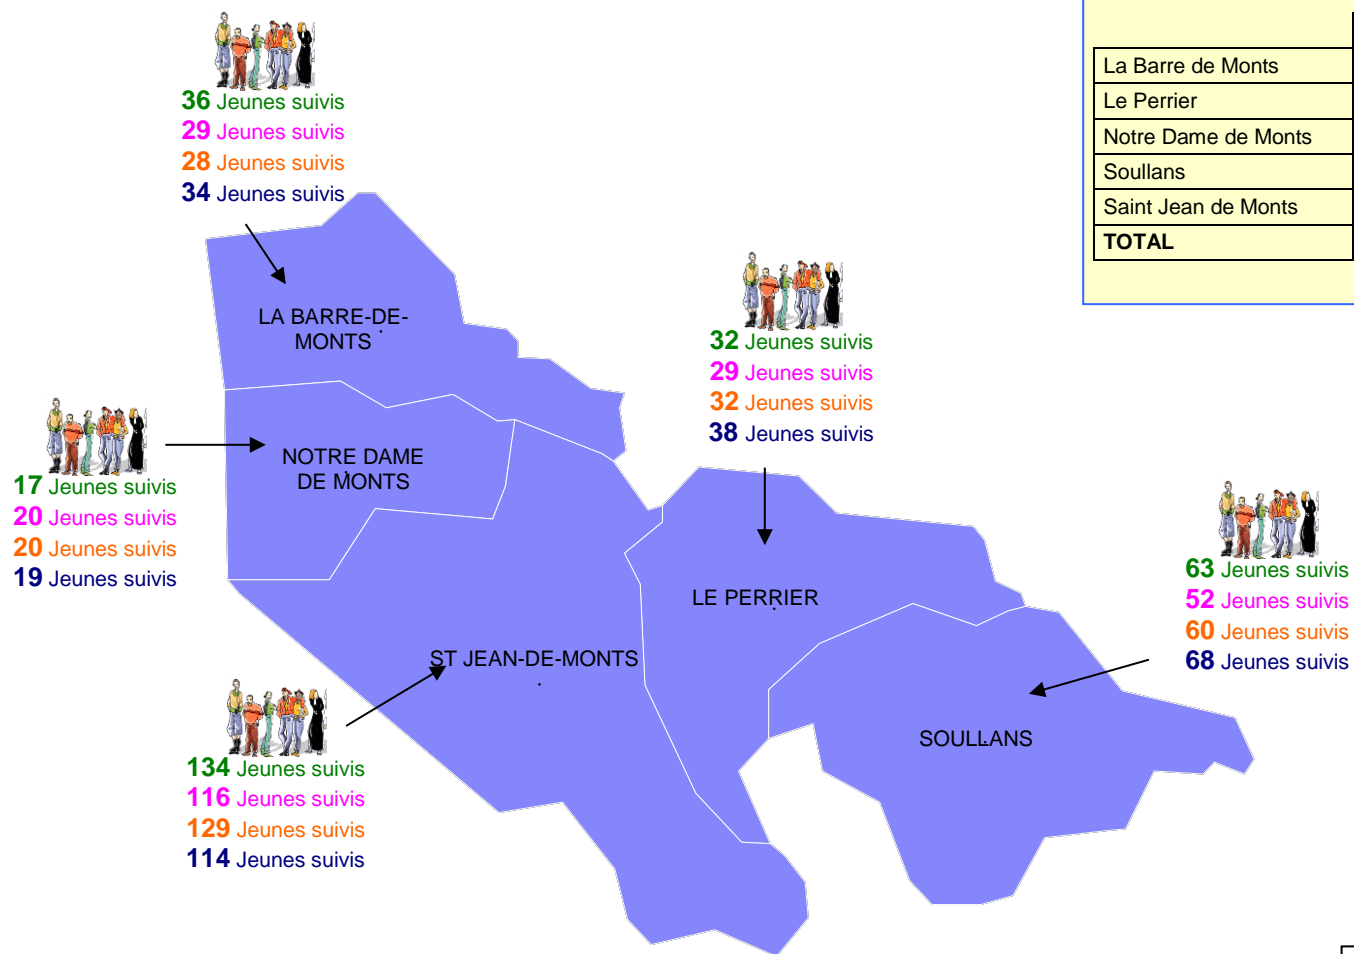 36 Jeunes suivis
29 Jeunes suivis
28 Jeunes suivis
34 Jeunes suivis
La Barre de Monts
Le Perrier
Notre Dame de Monts
Soullans
Saint Jean de Monts
TOTAL
LA BARRE-DE-
MONTS
32 Jeunes suivis
29 Jeunes suivis
32 Jeunes suivis
38 Jeunes suivis
NOTRE DAME
DE MONTS
17 Jeunes suivis
20 Jeunes suivis
20 Jeunes suivis
19 Jeunes suivis
LE PERRIER
63 Jeunes suivis
52 Jeunes suivis
60 Jeunes suivis
68 Jeunes suivis
ST JEAN-DE-MONTS
SOULLANS
134 Jeunes suivis
116 Jeunes suivis
129 Jeunes suivis
114 Jeunes suivis